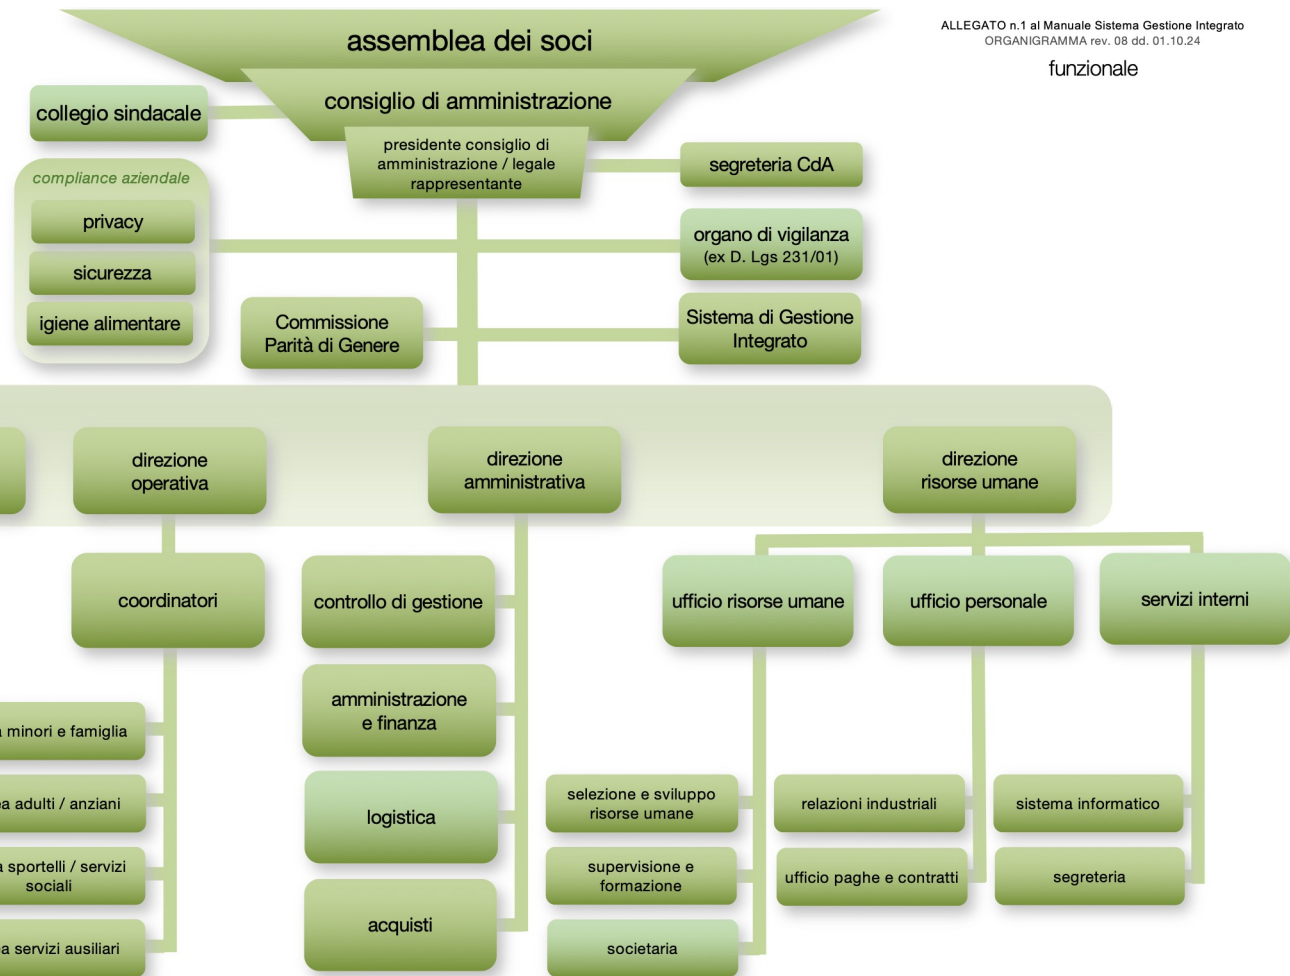 ALLEGATO n.1 al Manuale Sistema Gestione Integrato
ORGANIGRAMMA rev. 08 dd. 01.10.24
funzionale
assemblea dei soci
consiglio di amministrazione
collegio sindacale
presidente consiglio di
amministrazione / legale
rappresentante
segreteria CdA
compliance aziendale
privacy
sicurezza
igiene alimentare
organo di vigilanza
(ex D. Lgs 231/01)
Commissione
Parità di Genere
Sistema di Gestione
Integrato
direzione
operativa
direzione
amministrativa
direzione
risorse umane
coordinatori
controllo di gestione
ufficio risorse umane
ufficio personale
servizi interni
amministrazione
e finanza
logistica
acquisti
a minori e famiglia
ea adulti / anziani
a sportelli / servizi
sociali
a servizi ausiliari
selezione e sviluppo
risorse umane
supervisione e
formazione
societaria
relazioni industriali
ufficio paghe e contratti
sistema informatico
segreteria